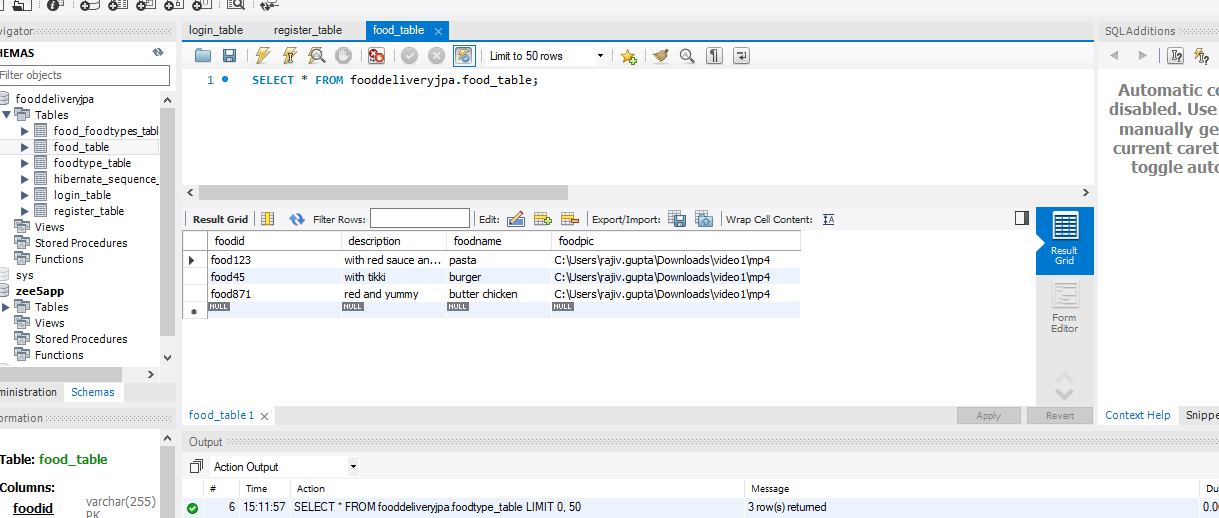 login_table register_table food_table
vigator
SQLAdditions
HEMAS
Limit to 50 rows
Filter objects
1 SELECT * FROM fooddeliveryjpa.food_table;
fooddeliveryjpa
Tables
food_foodtypes_tabl
food_table
foodtype_table
hibernate_sequence_
login_table
register_table
Views
Stored Procedures
Functions
sys
zee5app
Tables
Views
Stored Procedures
Functions
ministration Schemas
Automatic co
disabled. Use
manually ge
current caret
toggle auto
Result Grid Filter Rows: Edit: Export/Import: Wrap Cell Content:
foodid description foodname foodpic
food123 with red sauce an... pasta C:\Users\rajiv.gupta\Downloads\video1\mp4
food45 with tikki burger C:\Users\rajiv.gupta\Downloads\video1\mp4
food871 red and yummy butter chicken C:\Users\rajiv.gupta\Downloads\video1\mp4
NULL NULL NULL NULL
Result
Grid
Form
Editor
food_table 1 Apply Revert
Context Help Snippe
ormation
Table: food_table
Columns:
foodid varchar(255)
PK
Output
Action Output
# Time Action Message Du
6 15:11:57 SELECT * FROM fooddeliveryjpa.foodtype_table LIMIT 0, 50 3 row(s) returned 0.00